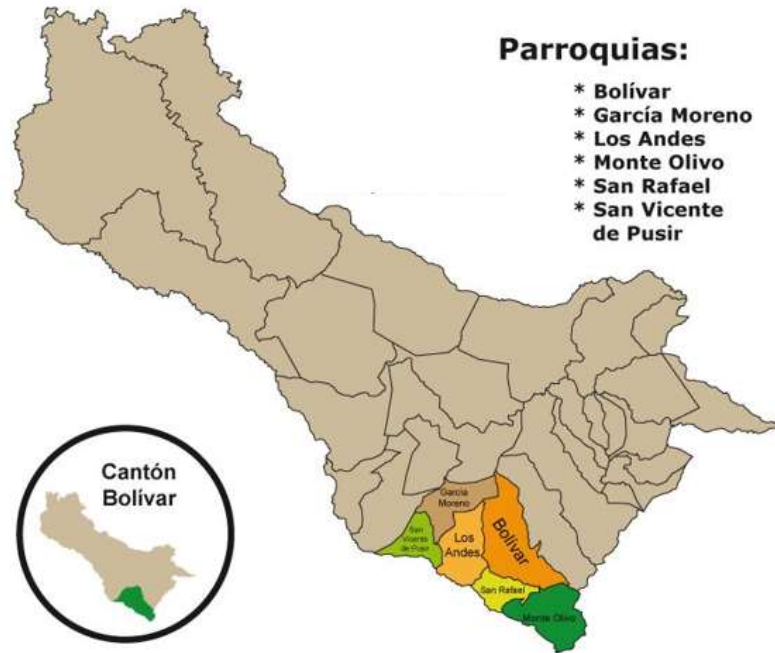 Parroquias:
* Bolívar
* García Moreno
* Los Andes
* Monte Olivo
* San Rafael
* San Vicente
de Pusir
Cantón
Bolívar
García
Moreno
San
Vicente
de Pusir
Los
Andes
Bolívar
San Rafael
Monte Olivo